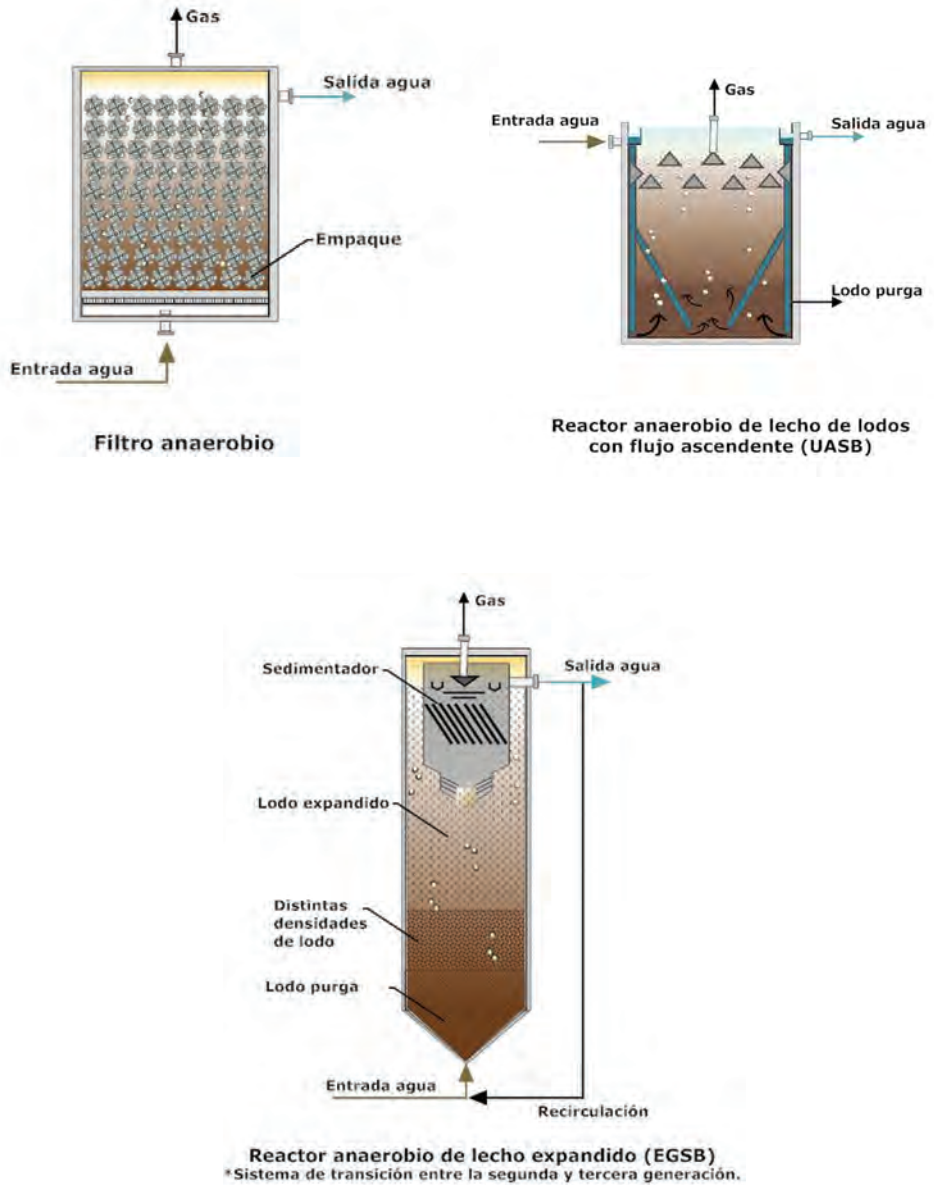 Gas
Salida agua
Empaque
Entrada agua
Filtro anaerobio
Gas
Entrada agua
Salida agua
Lodo purga
Reactor anaerobio de lecho de lodos
con flujo ascendente (UASB)
Gas
Sedimentador
Salida agua
Lodo expandido
Distintas
densidades
de lodo
Lodo purga
Entrada agua
Recirculación
Reactor anaerobio de lecho expandido (EGSB)
*Sistema de transición entre la segunda y tercera generación.